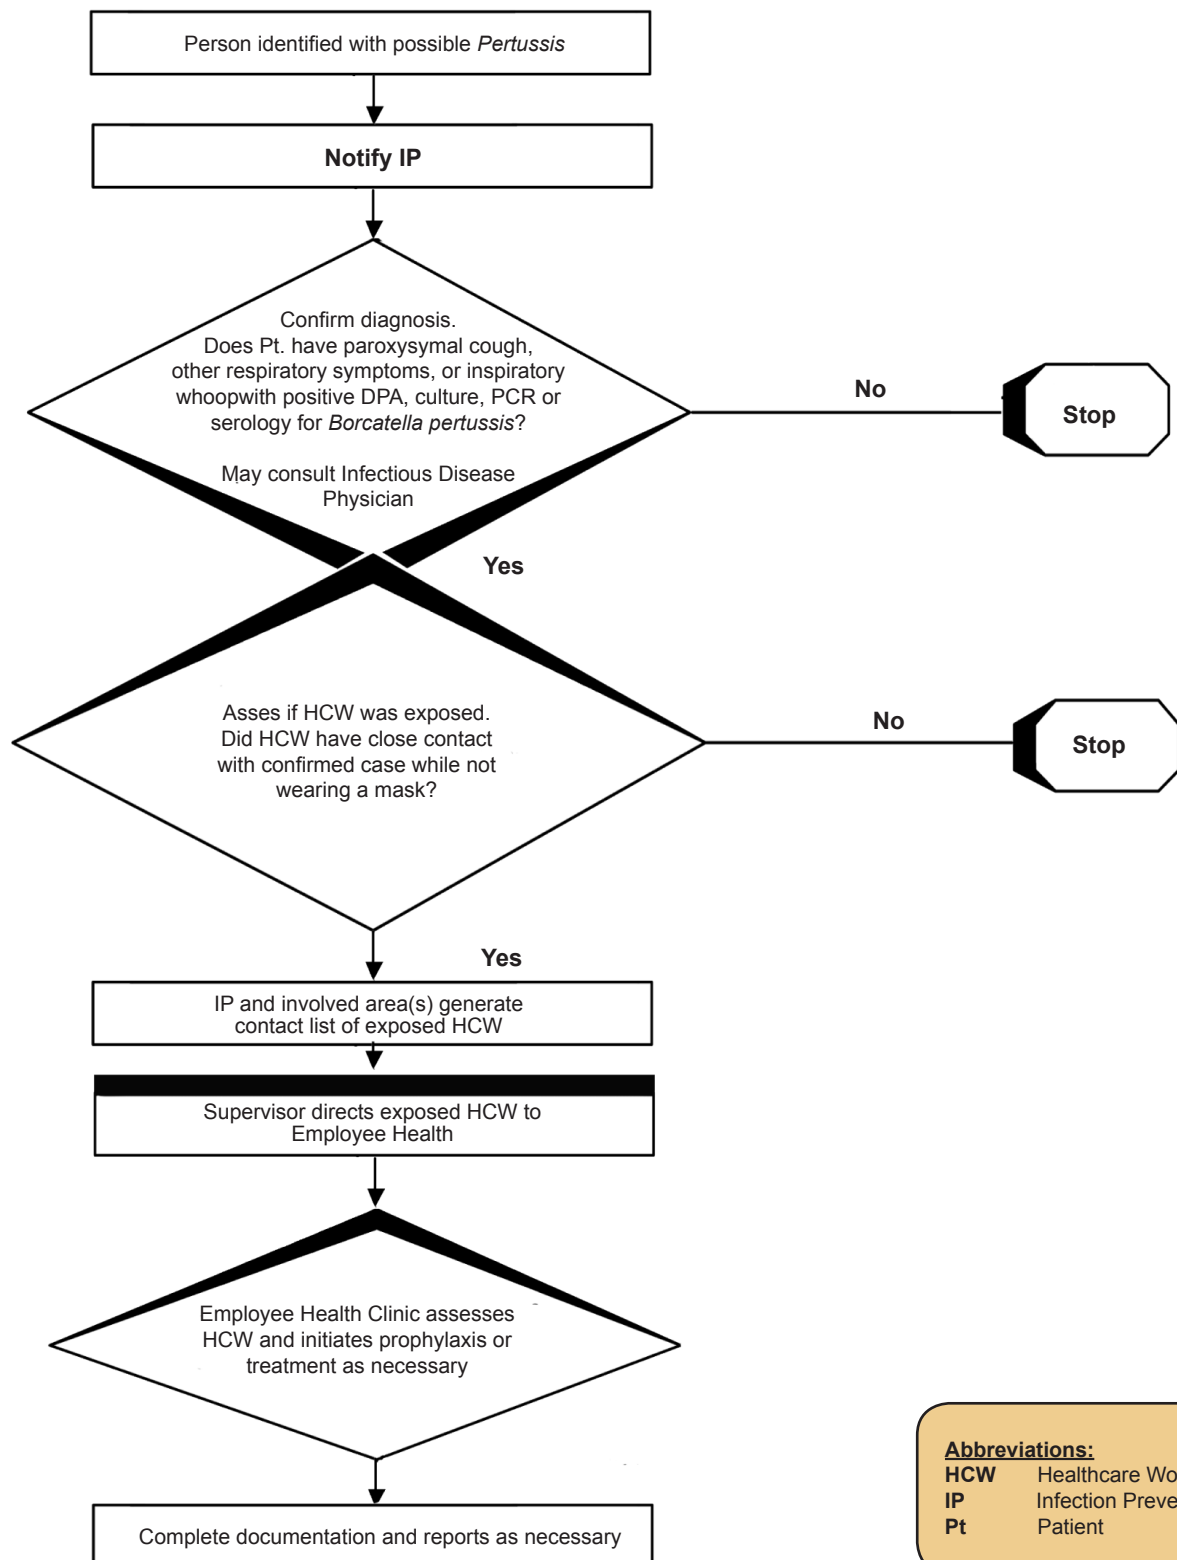 Person identified with possible Pertussis
Notify IP
Confirm diagnosis.
Does Pt. have paroxysymal cough,
other respiratory symptoms, or inspiratory
whoopwith positive DPA, culture, PCR or
serology for Borcatella pertussis?
May consult Infectious Disease
Physician
No
Stop
Yes
Asses if HCW was exposed.
Did HCW have close contact
with confirmed case while not
wearing a mask?
No
Stop
Yes
IP and involved area(s) generate
contact list of exposed HCW
Supervisor directs exposed HCW to
Employee Health
Employee Health Clinic assesses
HCW and initiates prophylaxis or
treatment as necessary
Complete documentation and reports as necessary
Abbreviations:
HCW Healthcare
IP Infection
Pt Patient